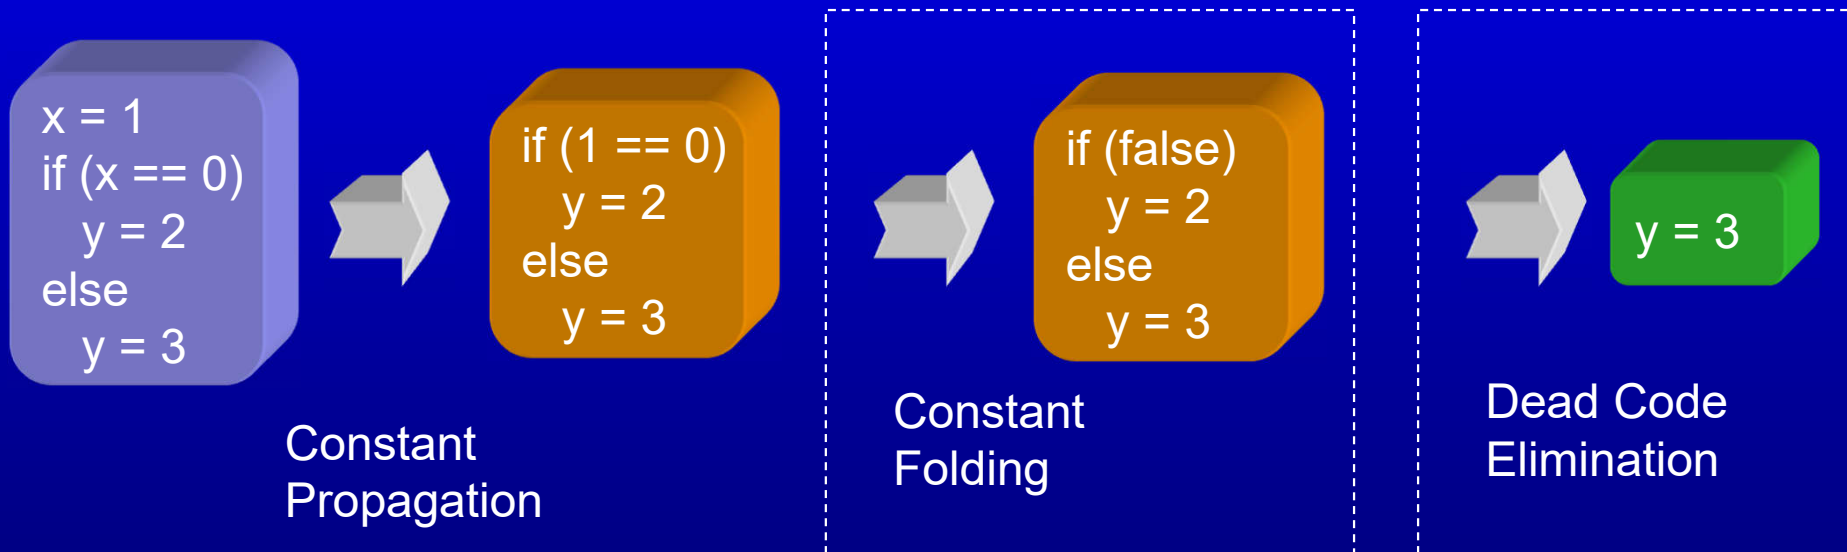 x = 1
if (x == 0)
y = 2
else
y = 3
if (1 == 0)
y = 2
else
y = 3
Constant
Propagation
if (false)
y = 2
else
y = 3
Constant
Folding
y = 3
Dead Code
Elimination